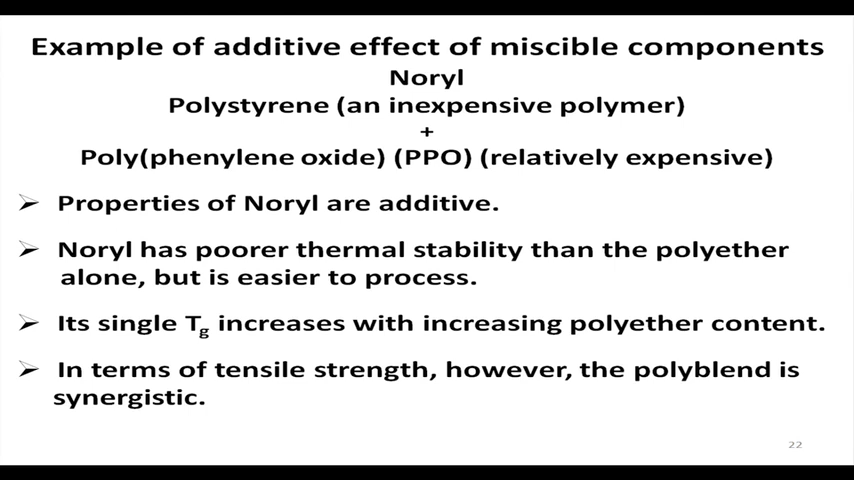 Example of additive effect of miscible components
Noryl
Polystyrene (an inexpensive polymer)
+
Poly(phenylene oxide) (PPO) (relatively expensive)
➢ Properties of Noryl are additive.
➢ Noryl has poorer thermal stability than the polyether
alone, but is easier to process.
➢ Its single Tg increases with increasing polyether content.
➢ In terms of tensile strength, however, the polyblend is
synergistic.
22